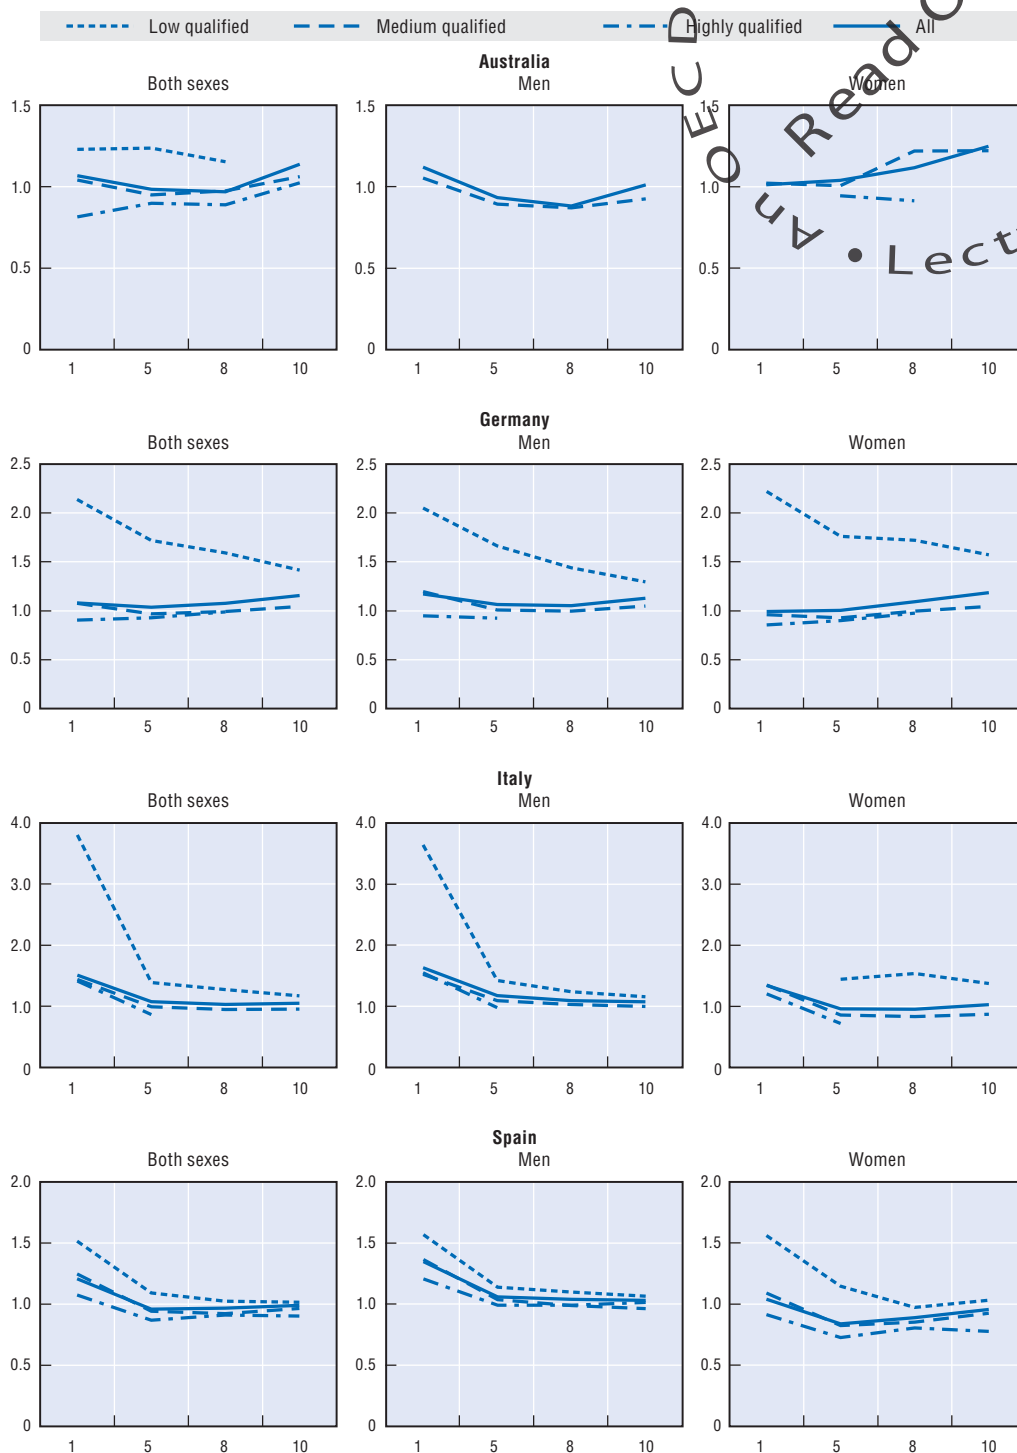 Low qualified Medium qualified Highly qualified All
Australia
Both sexes Men Women
1.5 1.5 1.5
1.0 1.0 1.0
0.5 0.5 0.5
0 0 0
1 5 8 10 1 5 8 10 1 5 8 10
Germany
Both sexes Men Women
2.5 2.5 2.5
2.0 2.0 2.0
1.5 1.5 1.5
1.0 1.0 1.0
0.5 0.5 0.5
0 0 0
1 5 8 10 1 5 8 10 1 5 8 10
Italy
Both sexes Men Women
4.0 4.0 4.0
3.0 3.0 3.0
2.0 2.0 2.0
1.0 1.0 1.0
0 0 0
1 5 8 10 1 5 8 10 1 5 8 10
Spain
Both sexes Men Women
2.0 2.0 2.0
1.5 1.5 1.5
1.0 1.0 1.0
0.5 0.5 0.5
0 0 0
1 5 8 10 1 5 8 10 1 5 8 10
An OECD
Read
• Lect